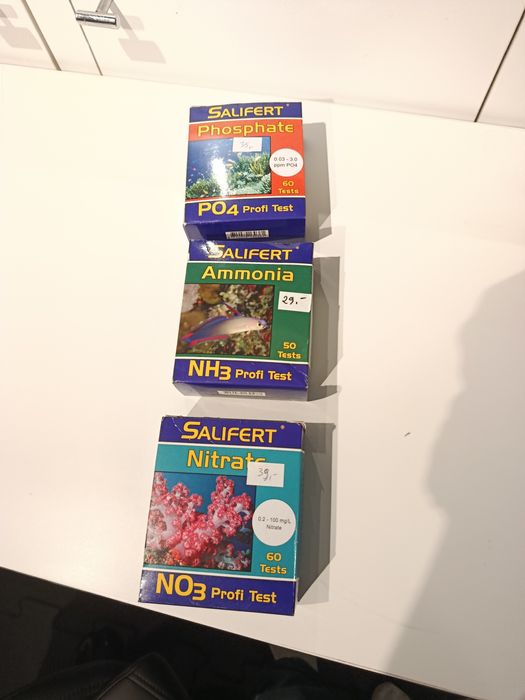 SALIFERT
Phosphate
35,-
0.03 - 3.0
ppm PO4
60
Tests
PO4 Profi Test
SALIFERT
Ammonia
29,-
50
Tests
NH3 Profi Test
SALIFERT
Nitrate
39,-
0.2 - 100 mg/L
Nitrate
60
Tests
NO3 Profi Test